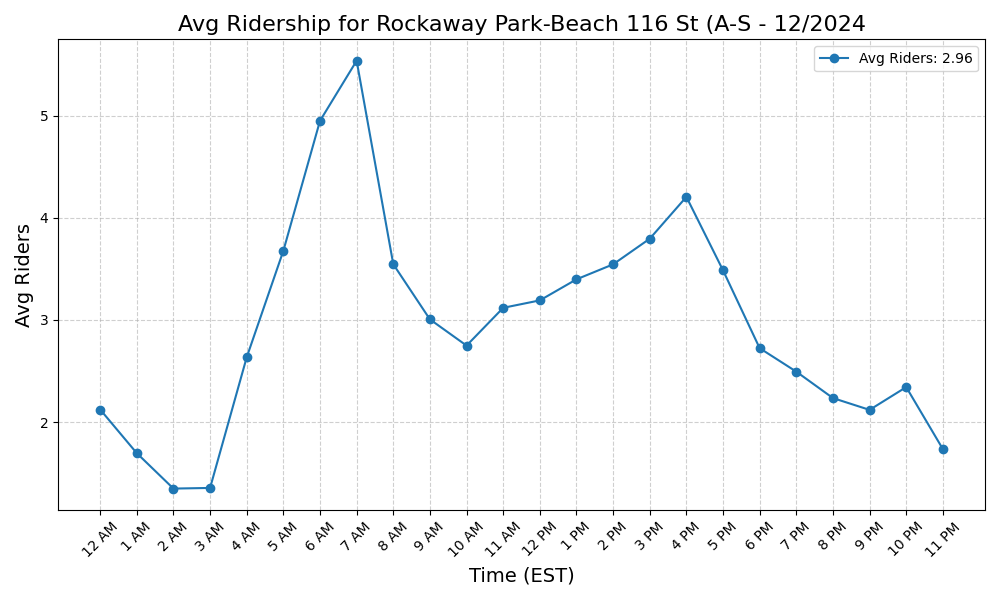 Avg Ridership for Rockaway Park-Beach 116 St (A-S - 12/2024
Avg Riders: 2.96
Avg Riders
5
4
3
2
12 AM
1 AM
2 AM
3 AM
4 AM
5 AM
6 AM
7 AM
8 AM
9 AM
10 AM
11 AM
12 PM
1 PM
2 PM
3 PM
4 PM
5 PM
6 PM
7 PM
8 PM
9 PM
10 PM
11 PM
Time (EST)